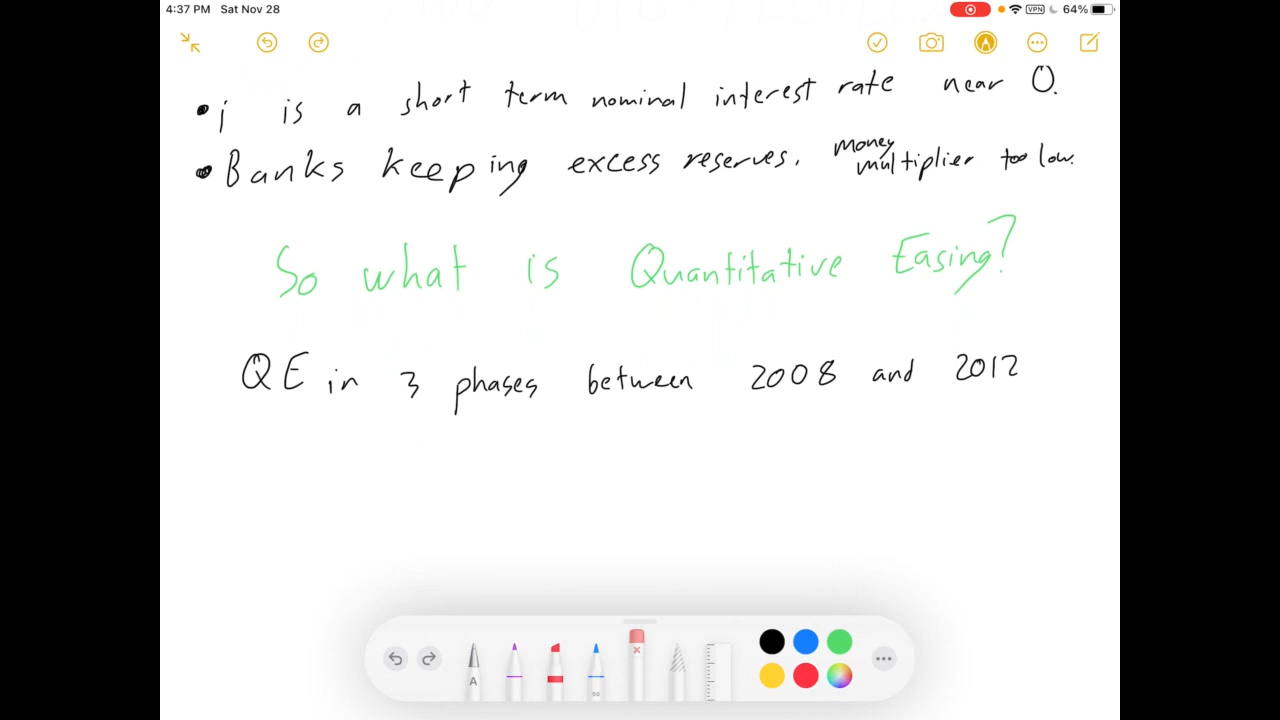 4:37 PM Sat Nov 28 VPN 64%
• i is a short term nominal interest rate near 0.
• Banks keeping excess reserves. money multiplier too low.
So what is Quantitative Easing?
QE in 3 phases between 2008 and 2012
A